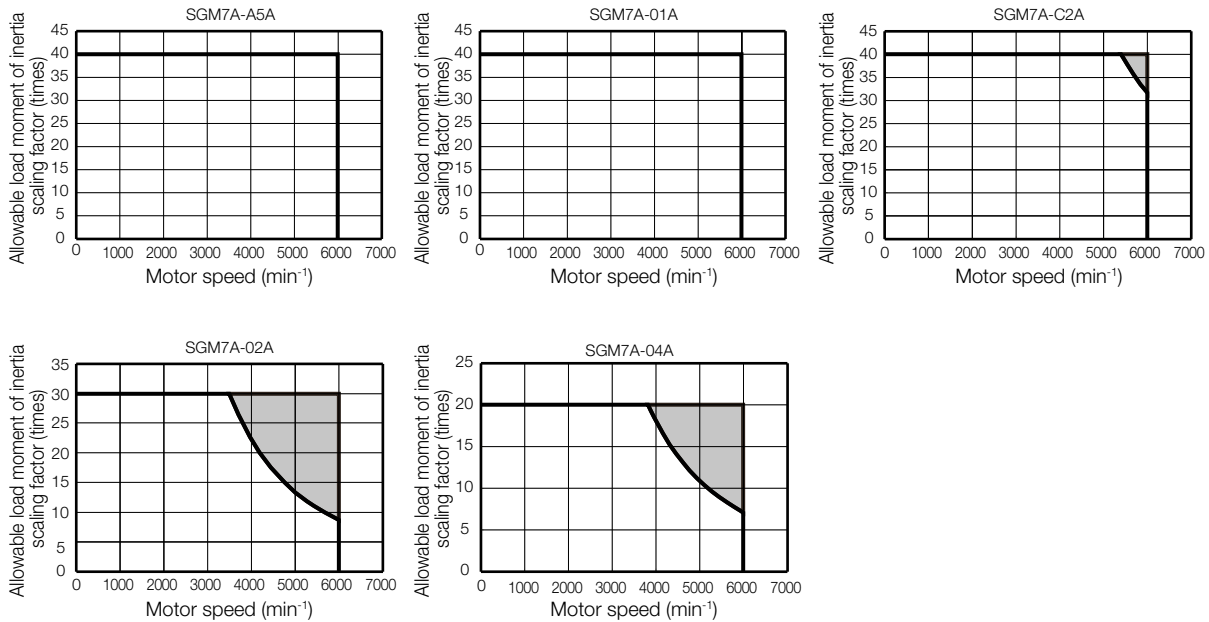 SGM7A-A5A
Allowable load moment of inertia
scaling factor (times)
45
40
35
30
25
20
15
10
5
0
0 1000 2000 3000 4000 5000 6000 7000
Motor speed (min-1)
SGM7A-01A
Allowable load moment of inertia
scaling factor (times)
45
40
35
30
25
20
15
10
5
0
0 1000 2000 3000 4000 5000 6000 7000
Motor speed (min-1)
SGM7A-C2A
Allowable load moment of inertia
scaling factor (times)
45
40
35
30
25
20
15
10
5
0
0 1000 2000 3000 4000 5000 6000 7000
Motor speed (min-1)
SGM7A-02A
Allowable load moment of inertia
scaling factor (times)
35
30
25
20
15
10
5
0
0 1000 2000 3000 4000 5000 6000 7000
Motor speed (min-1)
SGM7A-04A
Allowable load moment of inertia
scaling factor (times)
25
20
15
10
5
0
0 1000 2000 3000 4000 5000 6000 7000
Motor speed (min-1)